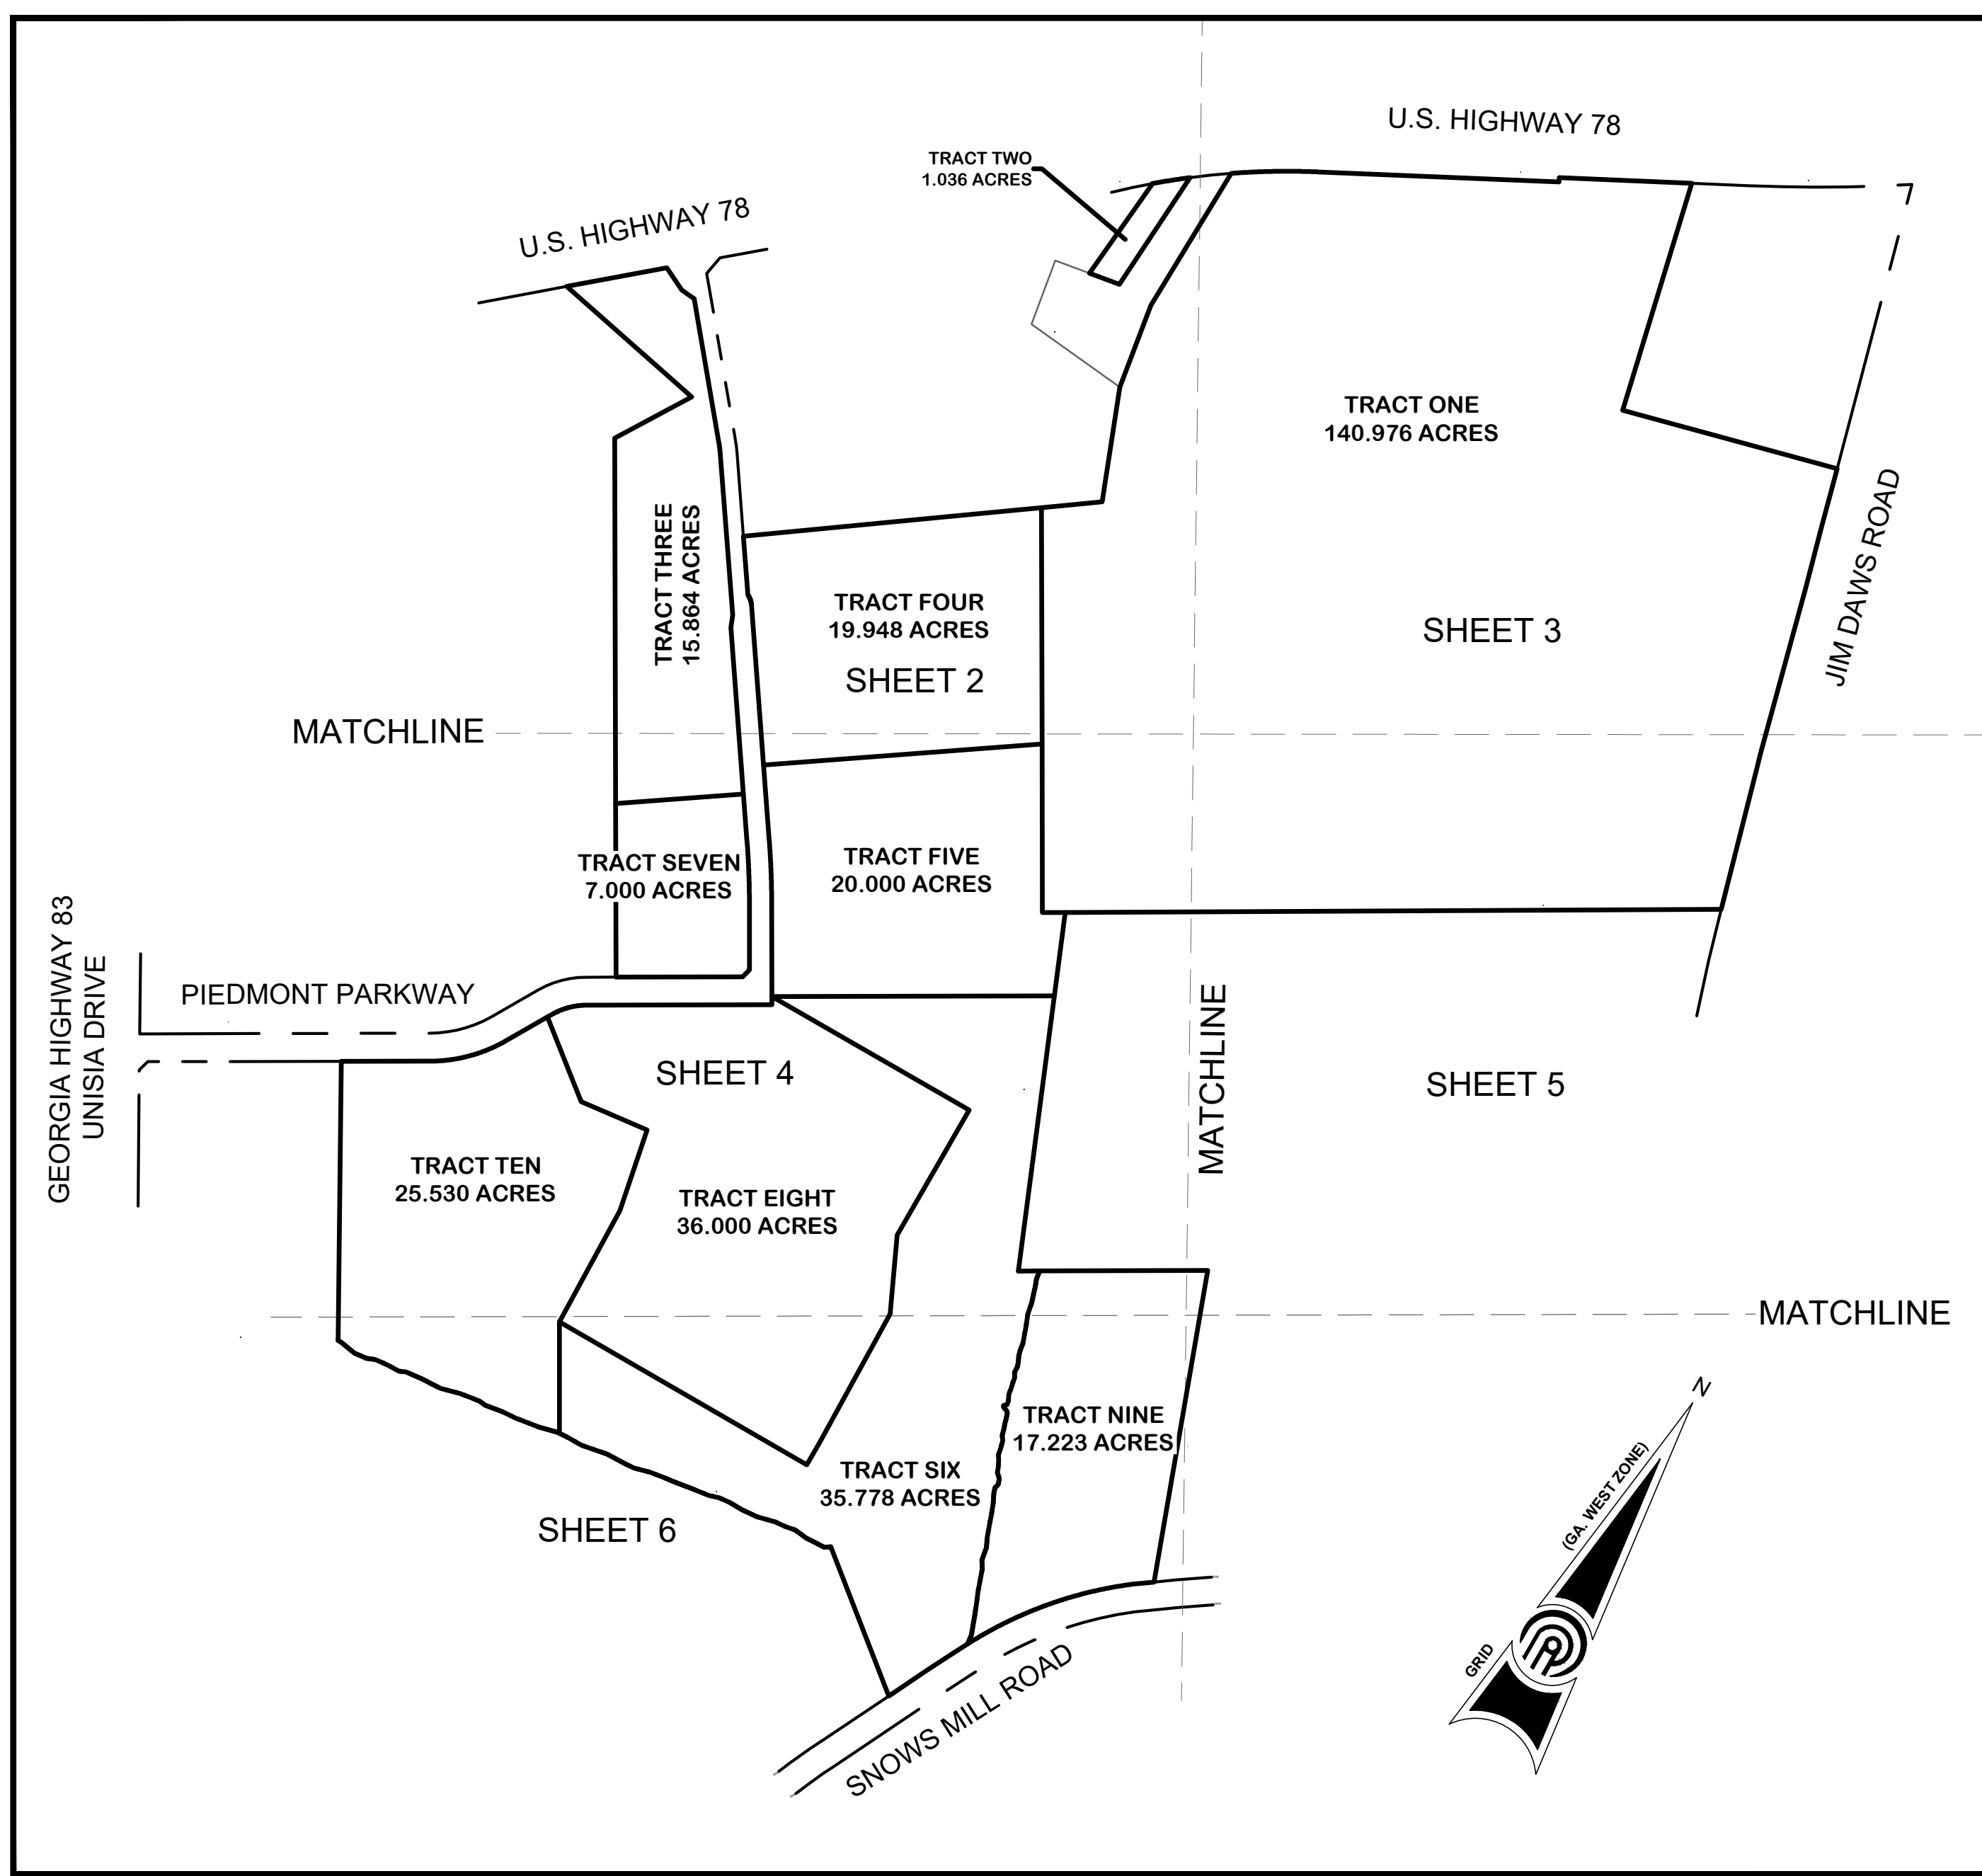 U.S. HIGHWAY 78
TRACT TWO
1.036 ACRES
U.S. HIGHWAY 78
TRACT ONE
140.976 ACRES
JIM DAWS ROAD
TRACT THREE
15.864 ACRES
TRACT FOUR
19.948 ACRES
SHEET 2
SHEET 3
MATCHLINE
TRACT SEVEN
7.000 ACRES
TRACT FIVE
20.000 ACRES
GEORGIA HIGHWAY 83
UNISIA DRIVE
PIEDMONT PARKWAY
SHEET 4
MATCHLINE
SHEET 5
TRACT TEN
25.530 ACRES
TRACT EIGHT
36.000 ACRES
MATCHLINE
TRACT NINE
17.223 ACRES
TRACT SIX
35.778 ACRES
SHEET 6
SNOWS MILL ROAD
N
(GA. WEST ZONE)
GRID